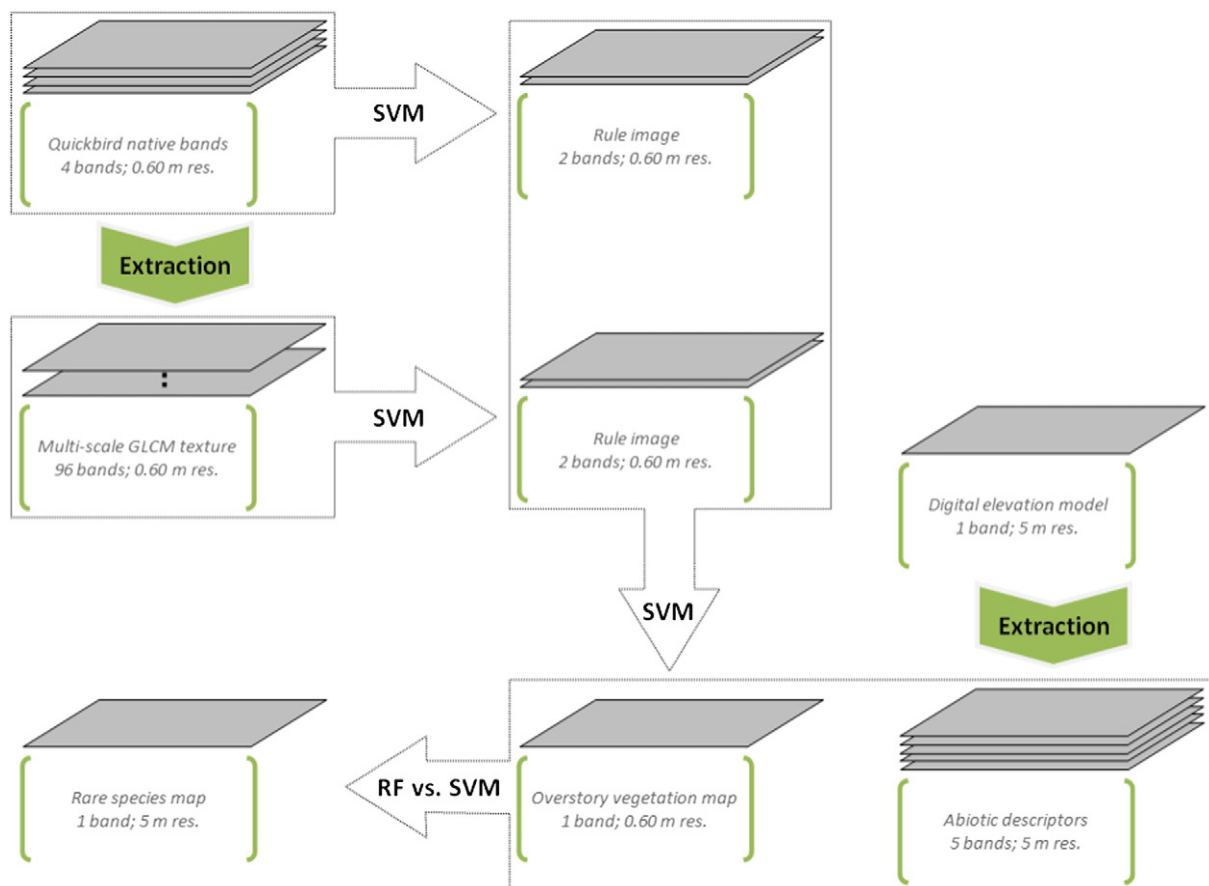 Quickbird native bands
4 bands; 0.60 m res.
SVM
Rule image
2 bands; 0.60 m res.
Extraction
Multi-scale GLCM texture
96 bands; 0.60 m res.
SVM
Rule image
2 bands; 0.60 m res.
Digital elevation model
1 band; 5 m res.
SVM
Extraction
Rare species map
1 band; 5 m res.
RF vs. SVM
Overstory vegetation map
1 band; 0.60 m res.
Abiotic descriptors
5 bands; 5 m res.